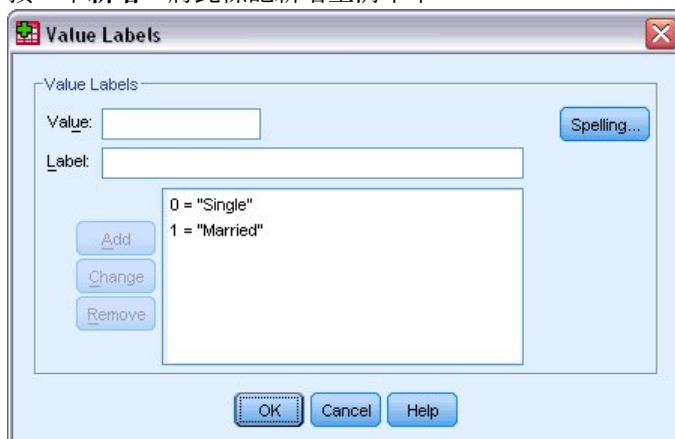 Value Labels
Value Labels
Value:
Spelling...
Label:
0 = "Single"
1 = "Married"
Add
Change
Remove
OK Cancel Help